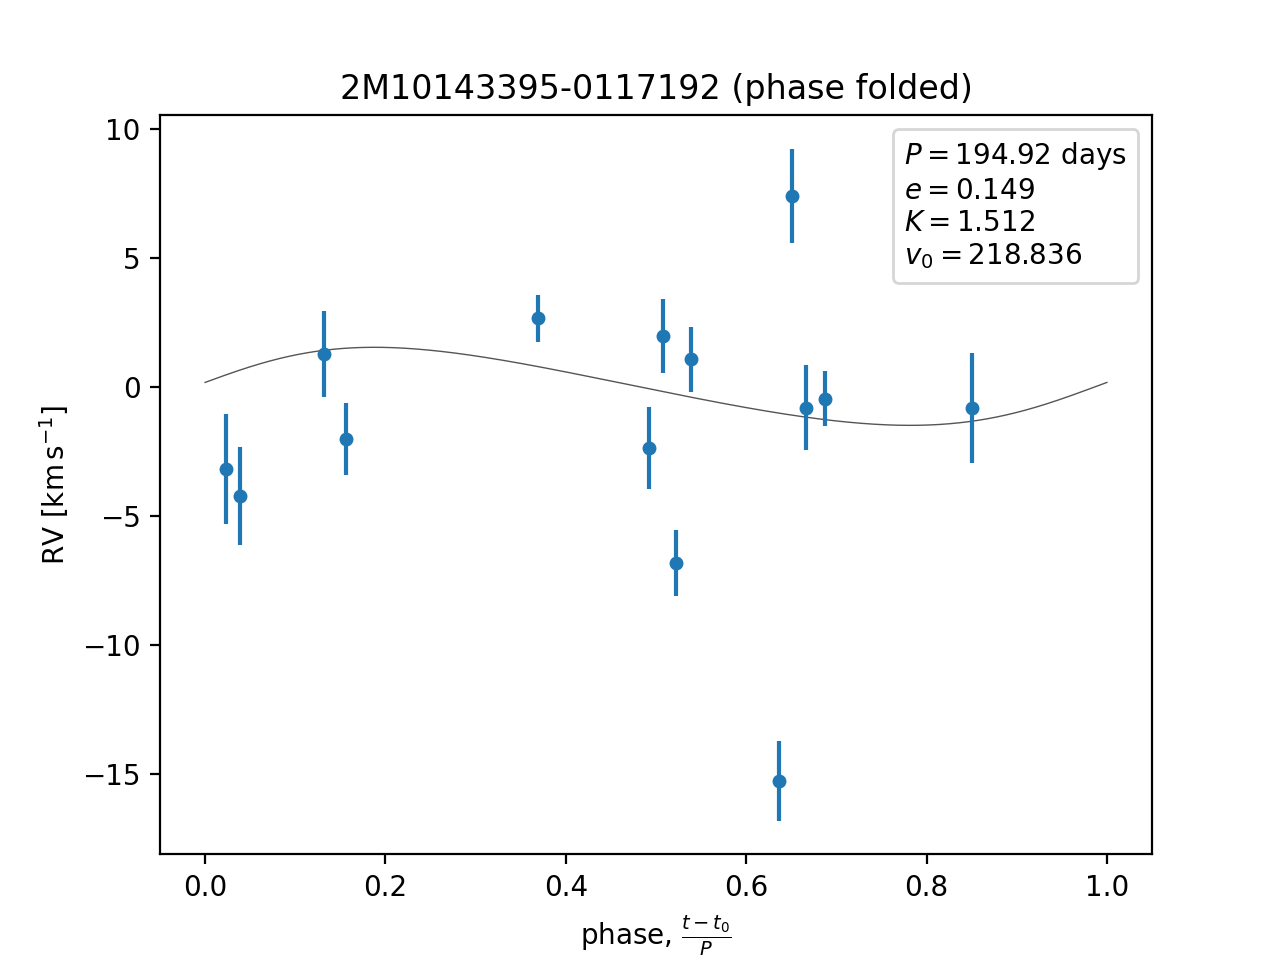 2M10143395-0117192 (phase folded)
P = 194.92 days
e = 0.149
K = 1.512
v₀ = 218.836
RV [km s⁻¹]
10
5
0
−5
−10
−15
0.0 0.2 0.4 0.6 0.8 1.0
phase, (t − t₀)/P